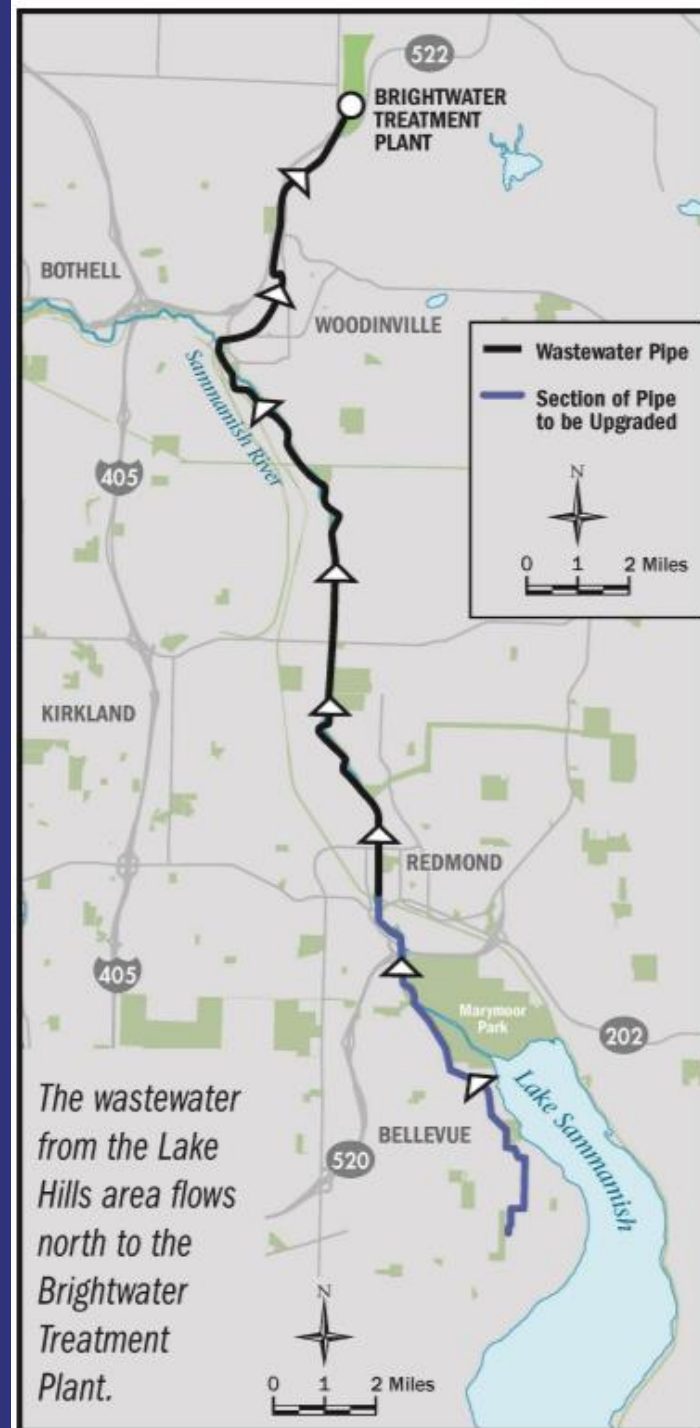 522
BRIGHTWATER
TREATMENT
PLANT
BOTHELL
WOODINVILLE
Sammamish River
Wastewater Pipe
Section of Pipe
to be Upgraded
N
0 1 2 Miles
405
KIRKLAND
REDMOND
405
Marymoor
Park
202
Lake Sammamish
BELLEVUE
520
The wastewater
from the Lake
Hills area flows
north to the
Brightwater
Treatment
Plant.
N
0 1 2 Miles